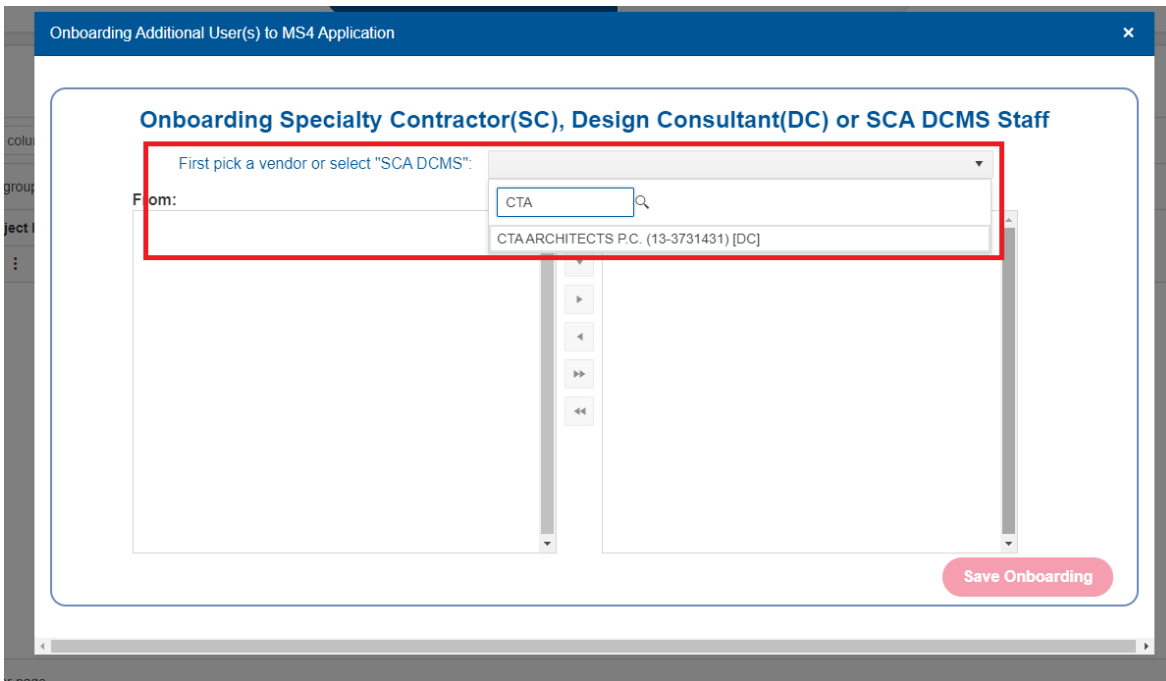 Onboarding Additional User(s) to MS4 Application
×
Onboarding Specialty Contractor(SC), Design Consultant(DC) or SCA DCMS Staff
colu
First pick a vendor or select "SCA DCMS":
group
From:
CTA
ject
CTA ARCHITECTS P.C. (13-3731431) [DC]
Save Onboarding